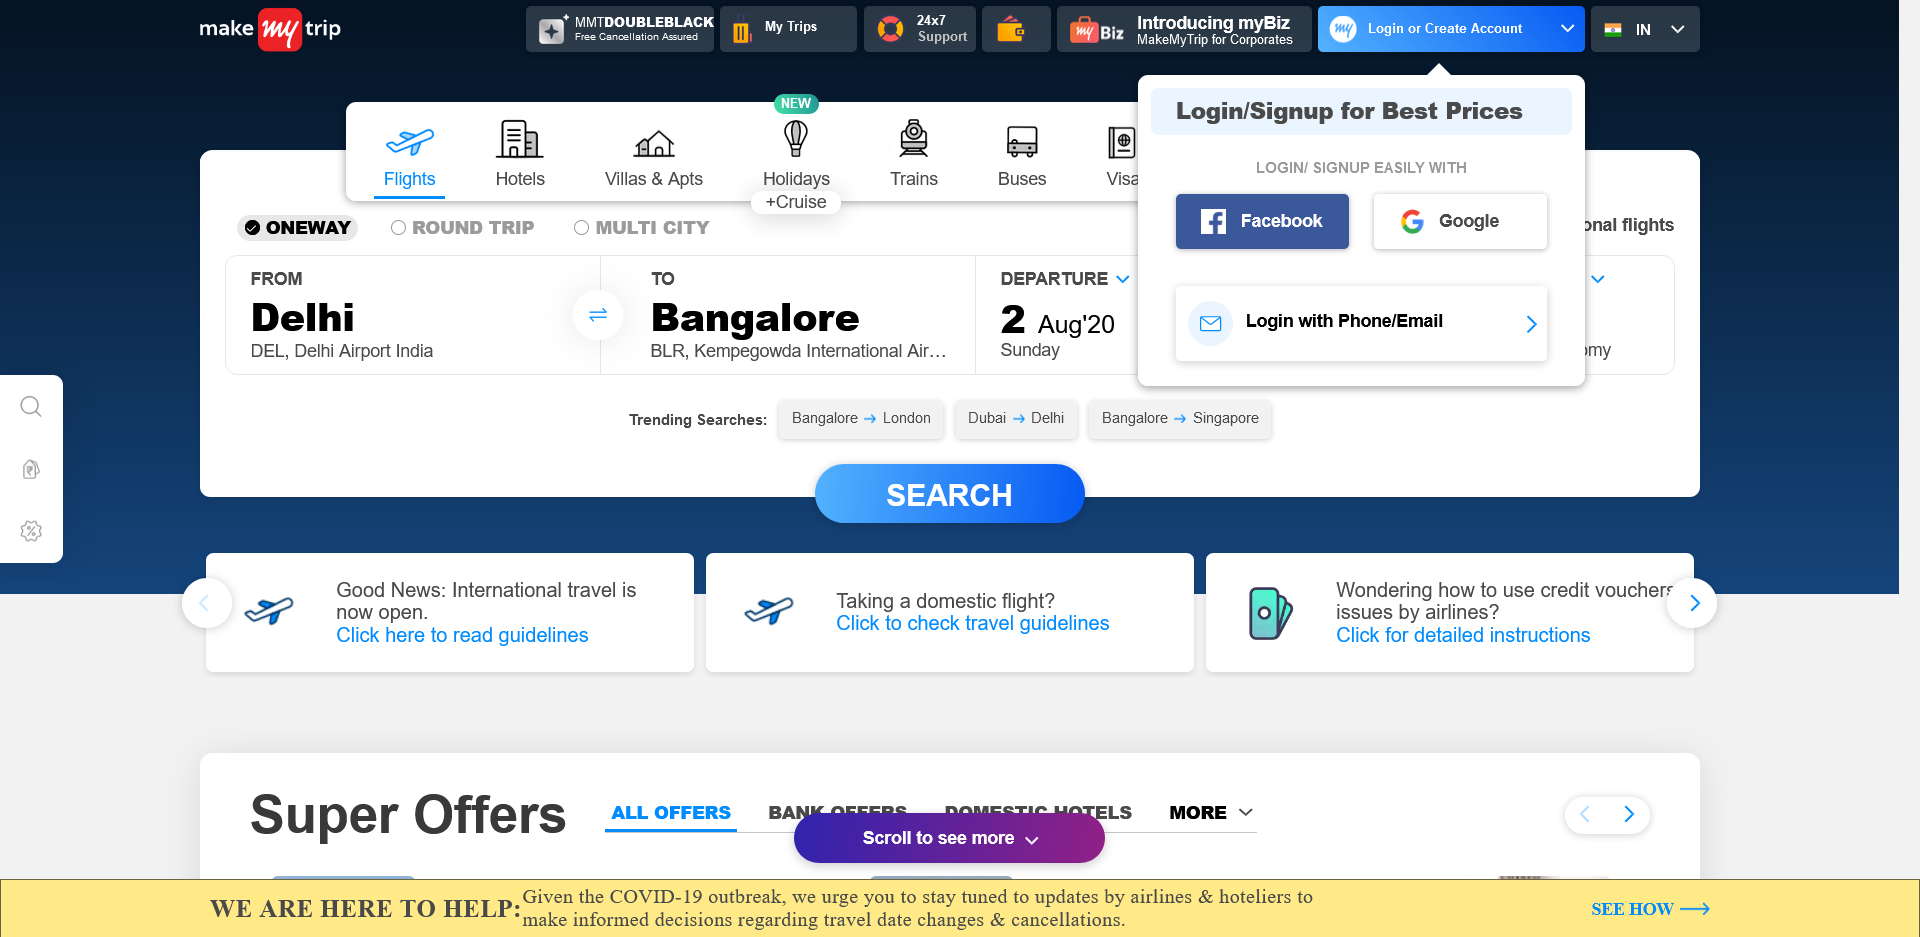 make my trip
MMTDOUBLEBLACK
Free Cancellation Assured
My Trips
24x7
Support
my Biz
Introducing myBiz
MakeMyTrip for Corporates
my
Login or Create Account
IN
Login/Signup for Best Prices
LOGIN/ SIGNUP EASILY WITH
Facebook
Google
Login with Phone/Email
NEW
Flights
Hotels
Villas & Apts
Holidays
+Cruise
Trains
Buses
Visa
ONEWAY
ROUND TRIP
MULTI CITY
onal flights
FROM
Delhi
DEL, Delhi Airport India
TO
Bangalore
BLR, Kempegowda International Air...
DEPARTURE
2 Aug'20
Sunday
omy
Trending Searches:
Bangalore → London
Dubai → Delhi
Bangalore → Singapore
SEARCH
Good News: International travel is
now open.
Click here to read guidelines
Taking a domestic flight?
Click to check travel guidelines
Wondering how to use credit vouchers
issues by airlines?
Click for detailed instructions
Super Offers
ALL OFFERS
BANK OFFERS
DOMESTIC HOTELS
MORE
Scroll to see more
WE ARE HERE TO HELP:
Given the COVID-19 outbreak, we urge you to stay tuned to updates by airlines & hoteliers to
make informed decisions regarding travel date changes & cancellations.
SEE HOW